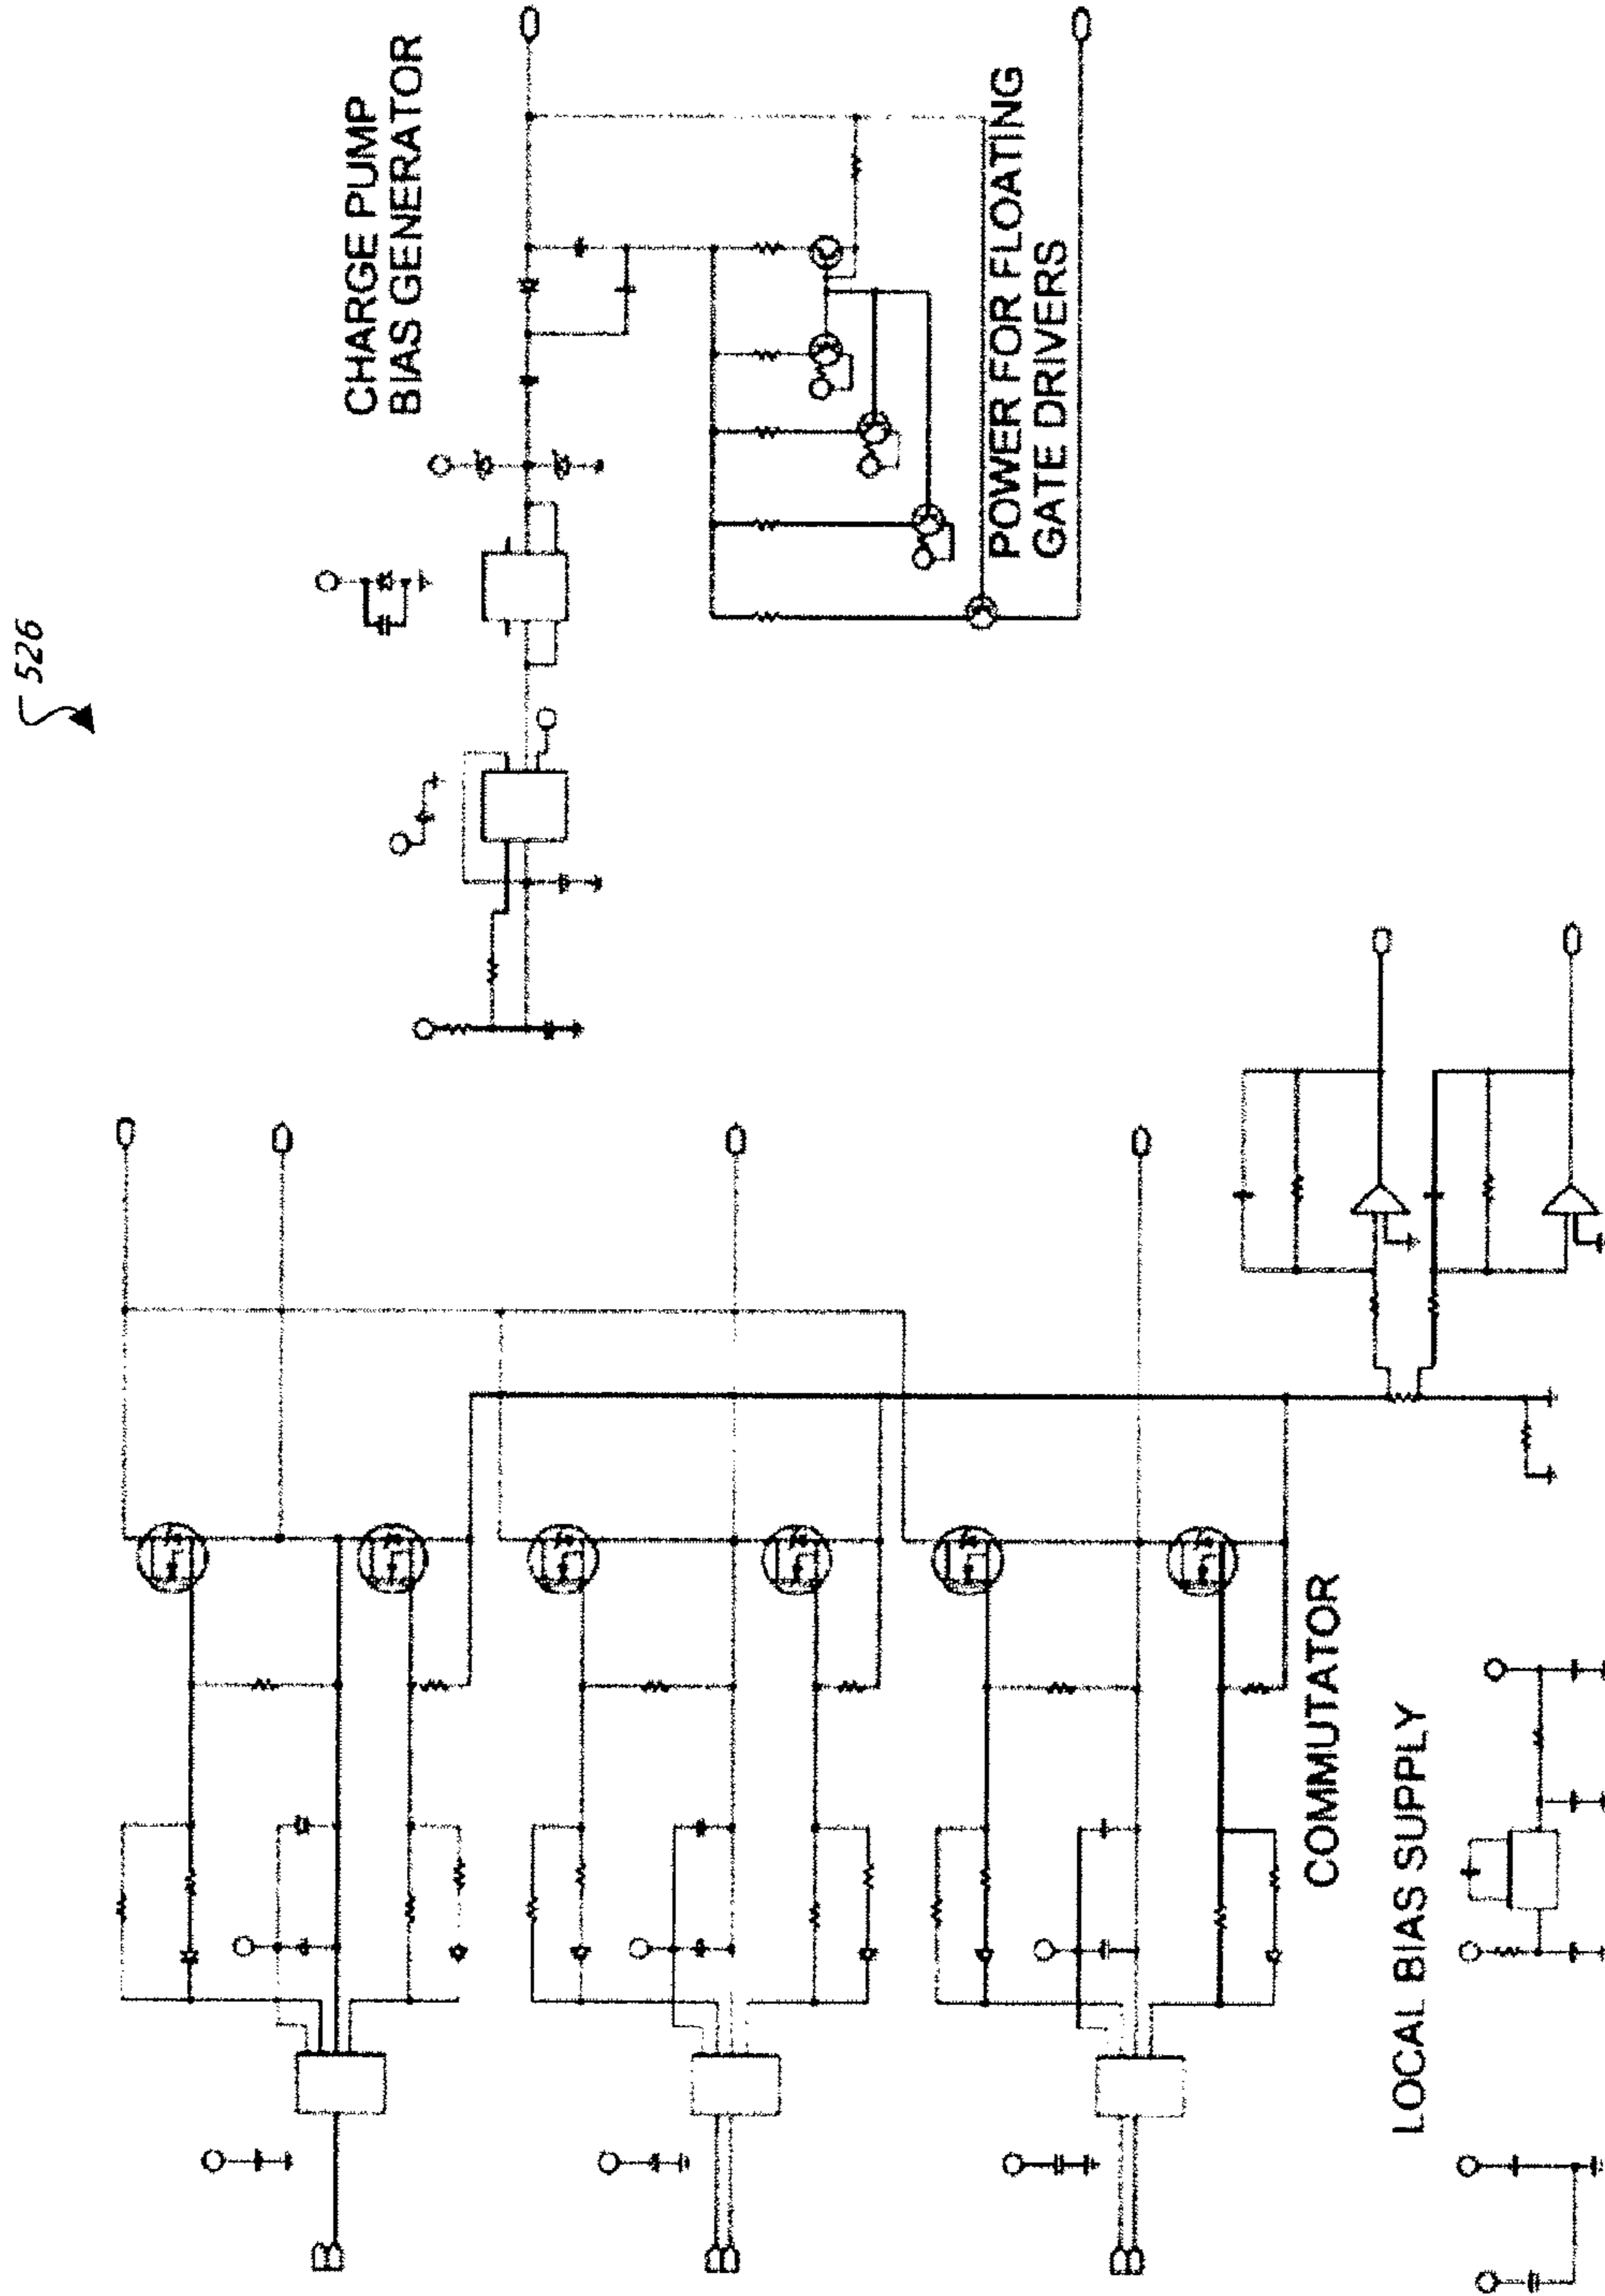 526
CHARGE PUMP
BIAS GENERATOR
POWER FOR FLOATING
GATE DRIVERS
COMMUTATOR
LOCAL BIAS SUPPLY